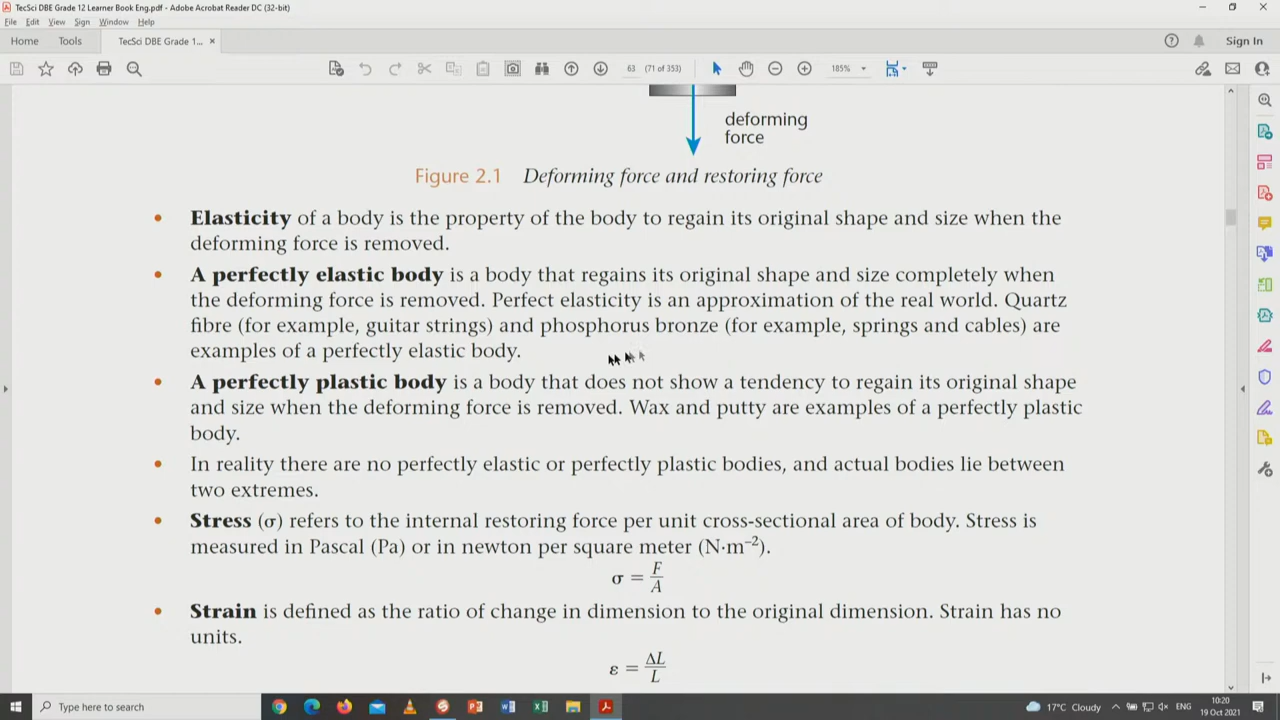 TecSci DBE Grade 12 Learner Book Eng.pdf - Adobe Acrobat Reader DC (32-bit)
File Edit View Sign Window Help
Home Tools TecSci DBE Grade 1... ×
Sign In
63 (71 of 353) 185%
deforming
force
Figure 2.1 Deforming force and restoring force
• Elasticity of a body is the property of the body to regain its original shape and size when the
deforming force is removed.
• A perfectly elastic body is a body that regains its original shape and size completely when
the deforming force is removed. Perfect elasticity is an approximation of the real world. Quartz
fibre (for example, guitar strings) and phosphorus bronze (for example, springs and cables) are
examples of a perfectly elastic body.
• A perfectly plastic body is a body that does not show a tendency to regain its original shape
and size when the deforming force is removed. Wax and putty are examples of a perfectly plastic
body.
• In reality there are no perfectly elastic or perfectly plastic bodies, and actual bodies lie between
two extremes.
• Stress (σ) refers to the internal restoring force per unit cross-sectional area of body. Stress is
measured in Pascal (Pa) or in newton per square meter (N·m⁻²).
σ = F/A
• Strain is defined as the ratio of change in dimension to the original dimension. Strain has no
units.
ε = ΔL/L
Type here to search
17°C Cloudy ENG 10:20
19 Oct 2021